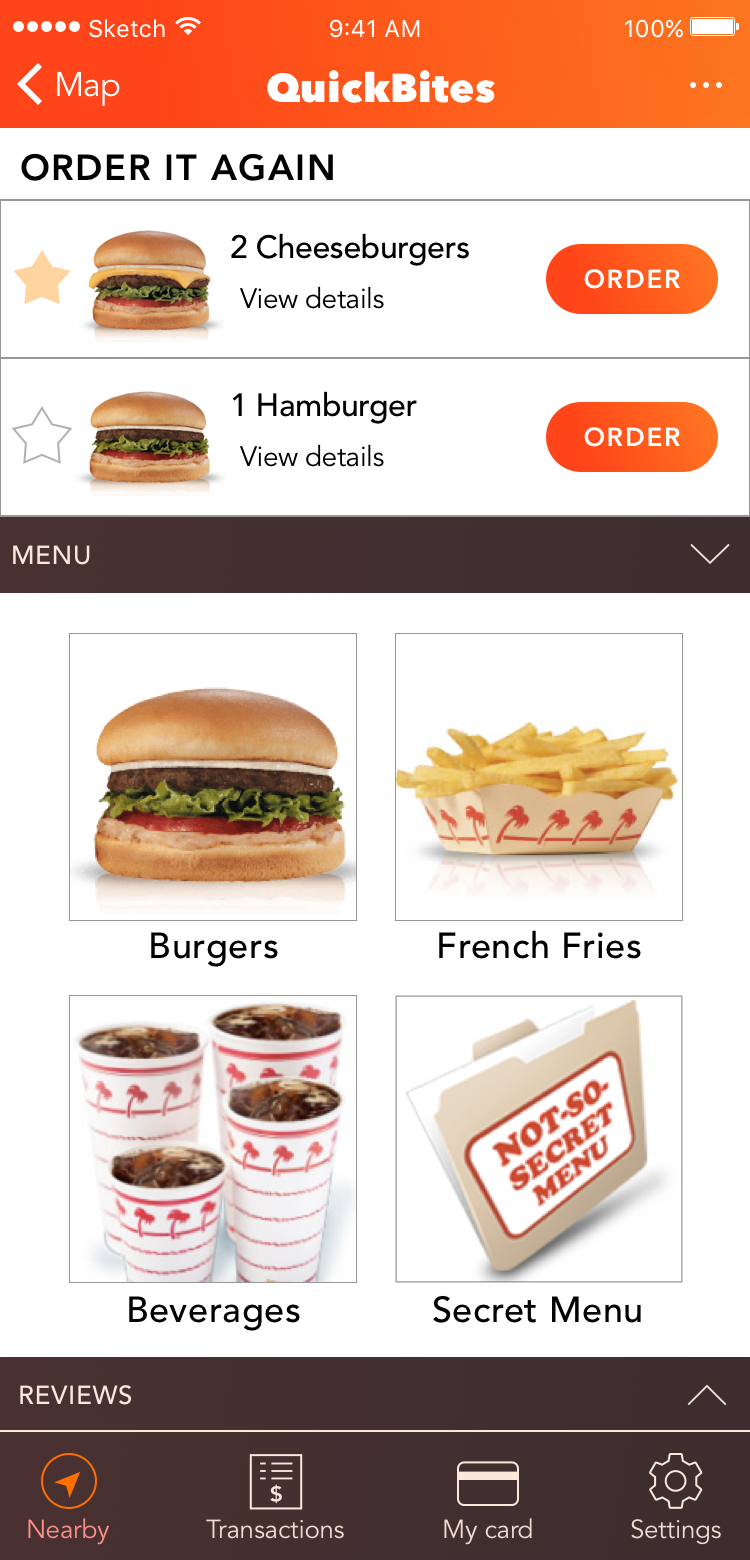 Sketch 9:41 AM 100%
Map QuickBites
ORDER IT AGAIN
2 Cheeseburgers
View details
ORDER
1 Hamburger
View details
ORDER
MENU
Burgers French Fries
NOT-SO-
SECRET
MENU
Beverages Secret Menu
REVIEWS
$
Nearby Transactions My card Settings